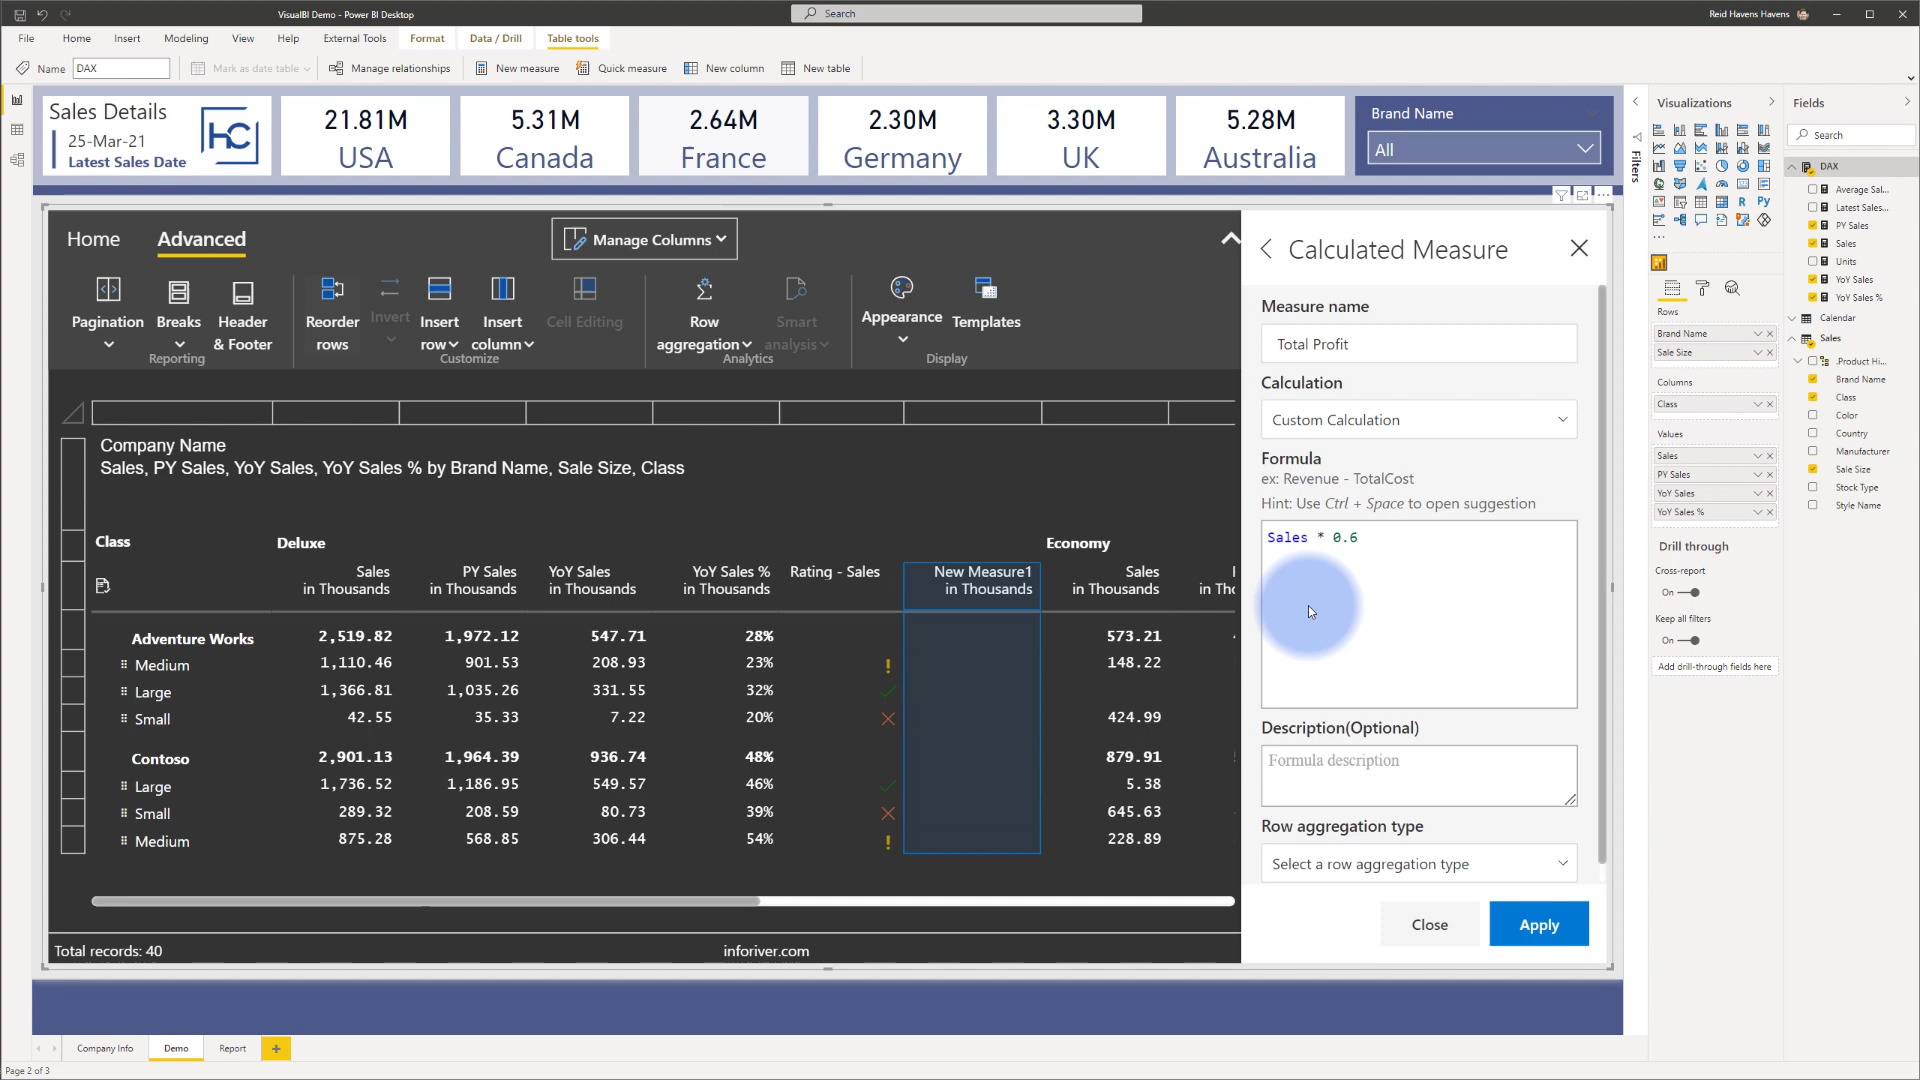 VisualBI Demo - Power BI Desktop
Search
Reid Havens Havens
File
Home
Insert
Modeling
View
Help
External Tools
Format
Data / Drill
Table tools
Name
DAX
Mark as date table
Manage relationships
New measure
Quick measure
New column
New table
Sales Details
25-Mar-21
Latest Sales Date
hC
21.81M
USA
5.31M
Canada
2.64M
France
2.30M
Germany
3.30M
UK
5.28M
Australia
Brand Name
All
Home
Advanced
Manage Columns
Pagination
Breaks
Header
& Footer
Reporting
Reorder
rows
Invert
Insert
row
Insert
column
Cell Editing
Customize
Row
aggregation
Smart
analysis
Analytics
Appearance
Templates
Display
Company Name
Sales, PY Sales, YoY Sales, YoY Sales % by Brand Name, Sale Size, Class
Class Deluxe Economy
Sales in Thousands
PY Sales in Thousands
YoY Sales in Thousands
YoY Sales % in Thousands
Rating - Sales
New Measure1 in Thousands
Sales in Thousands
in Th
Adventure Works 2,519.82 1,972.12 547.71 28% 573.21
Medium 1,110.46 901.53 208.93 23% 148.22
Large 1,366.81 1,035.26 331.55 32%
Small 42.55 35.33 7.22 20% 424.99
Contoso 2,901.13 1,964.39 936.74 48% 879.91
Large 1,736.52 1,186.95 549.57 46% 5.38
Small 289.32 208.59 80.73 39% 645.63
Medium 875.28 568.85 306.44 54% 228.89
Total records: 40
inforiver.com
Calculated Measure
Measure name
Total Profit
Calculation
Custom Calculation
Formula
ex: Revenue - TotalCost
Hint: Use Ctrl + Space to open suggestion
Sales * 0.6
Description(Optional)
Formula description
Row aggregation type
Select a row aggregation type
Close
Apply
Filters
Visualizations
R
Py
Rows
Brand Name
Sale Size
Columns
Class
Values
Sales
PY Sales
YoY Sales
YoY Sales %
Drill through
Cross-report
On
Keep all filters
On
Add drill-through fields here
Fields
Search
DAX
Average Sal...
Latest Sales...
PY Sales
Sales
Units
YoY Sales
YoY Sales %
Calendar
Sales
.Product Hi...
Brand Name
Class
Color
Country
Manufacturer
Sale Size
Stock Type
Style Name
Company Info
Demo
Report
Page 2 of 3